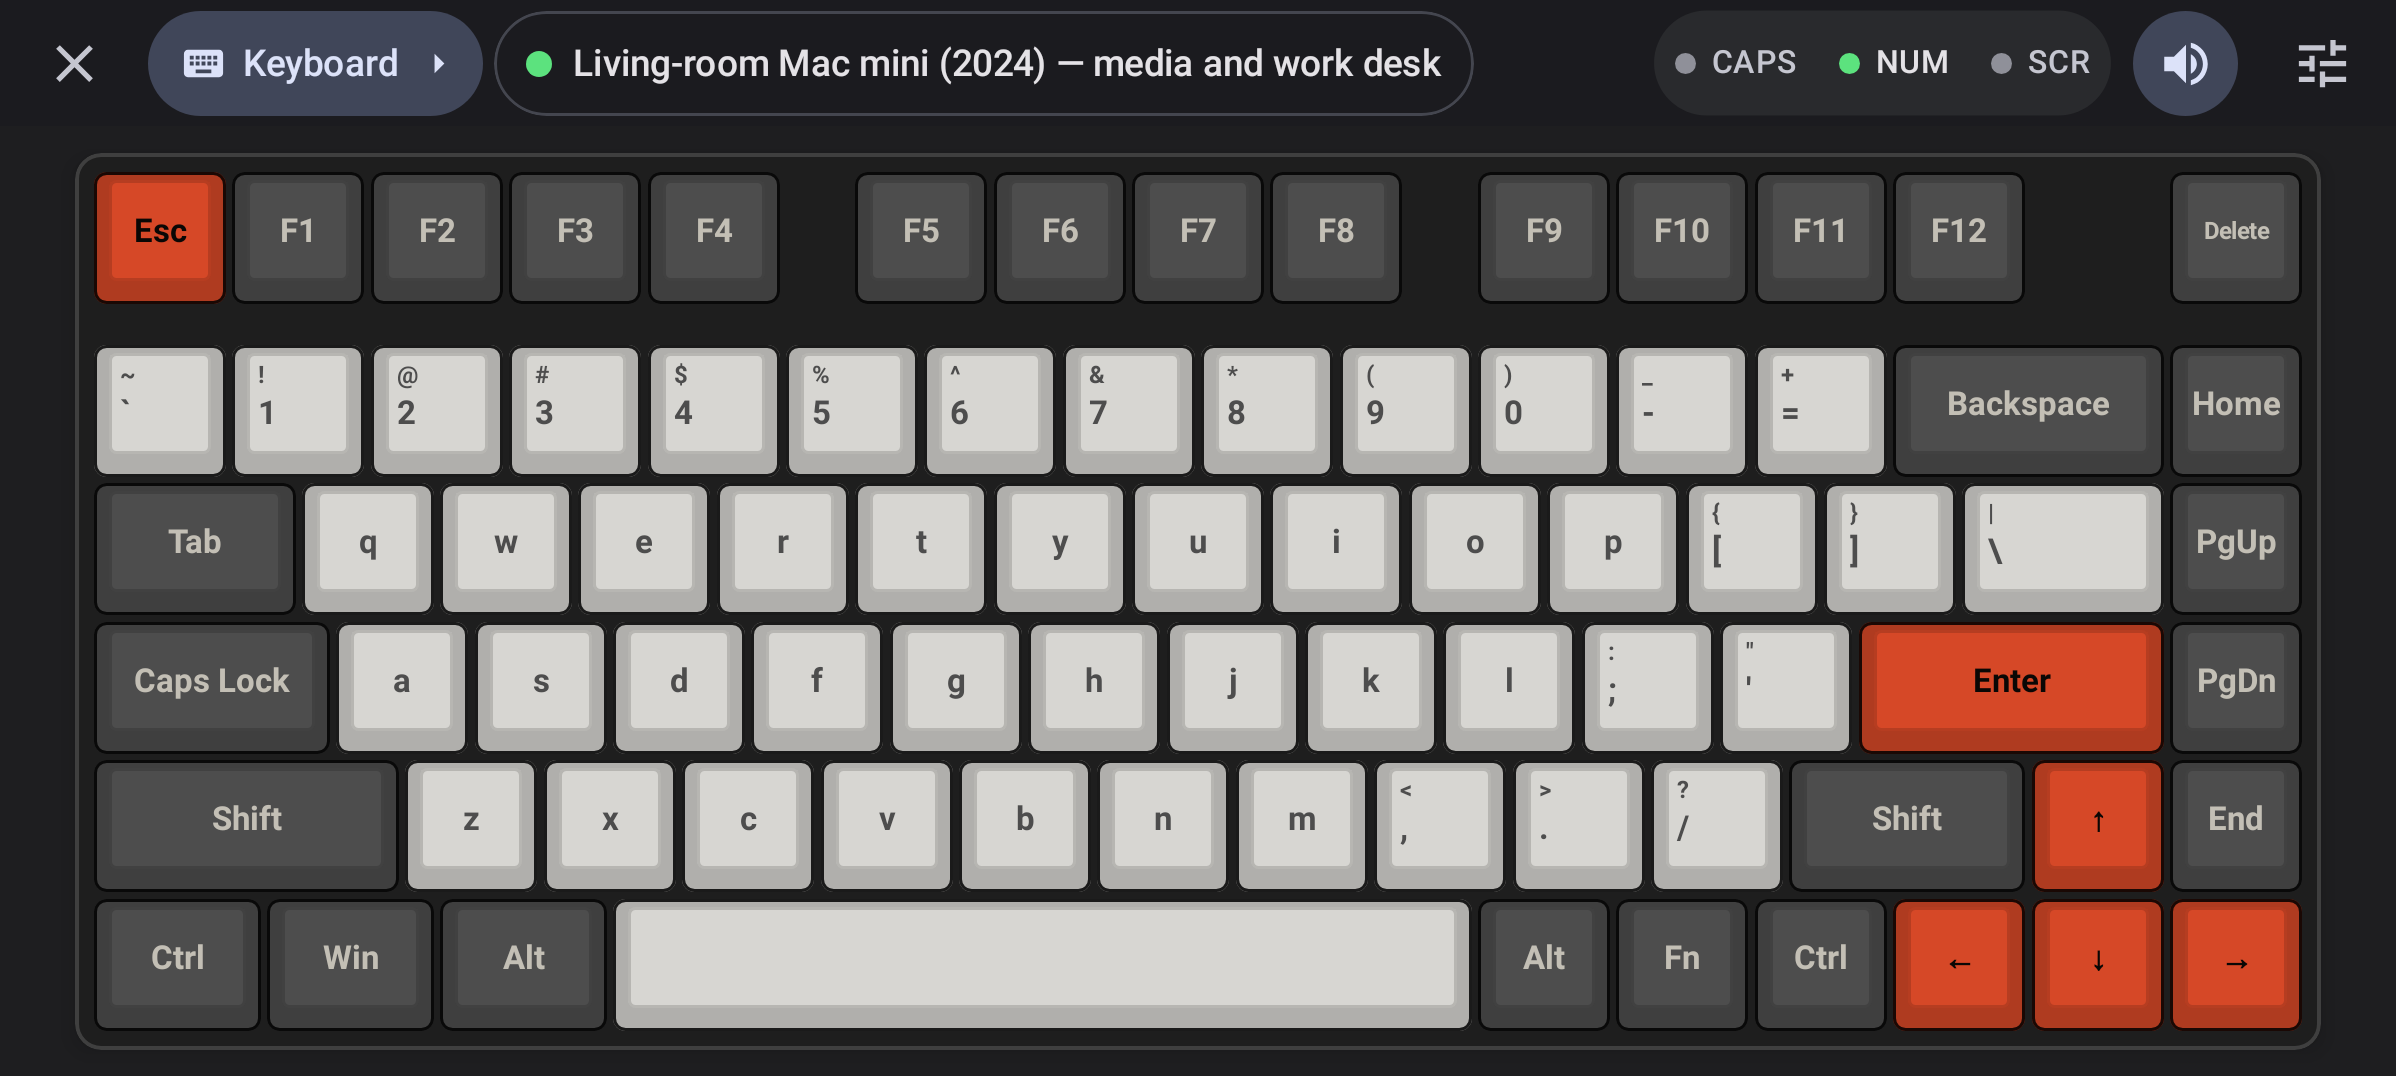 Keyboard Living-room Mac mini (2024) — media and work desk CAPS NUM SCR
Esc F1 F2 F3 F4 F5 F6 F7 F8 F9 F10 F11 F12 Delete
~ ! @ # $ % ^ & * ( ) _ +
` 1 2 3 4 5 6 7 8 9 0 - = Backspace Home
{ } |
Tab q w e r t y u i o p [ ] \ PgUp
: "
Caps Lock a s d f g h j k l ; ' Enter PgDn
< > ?
Shift z x c v b n m , . / Shift ↑ End
Ctrl Win Alt Alt Fn Ctrl ← ↓ →